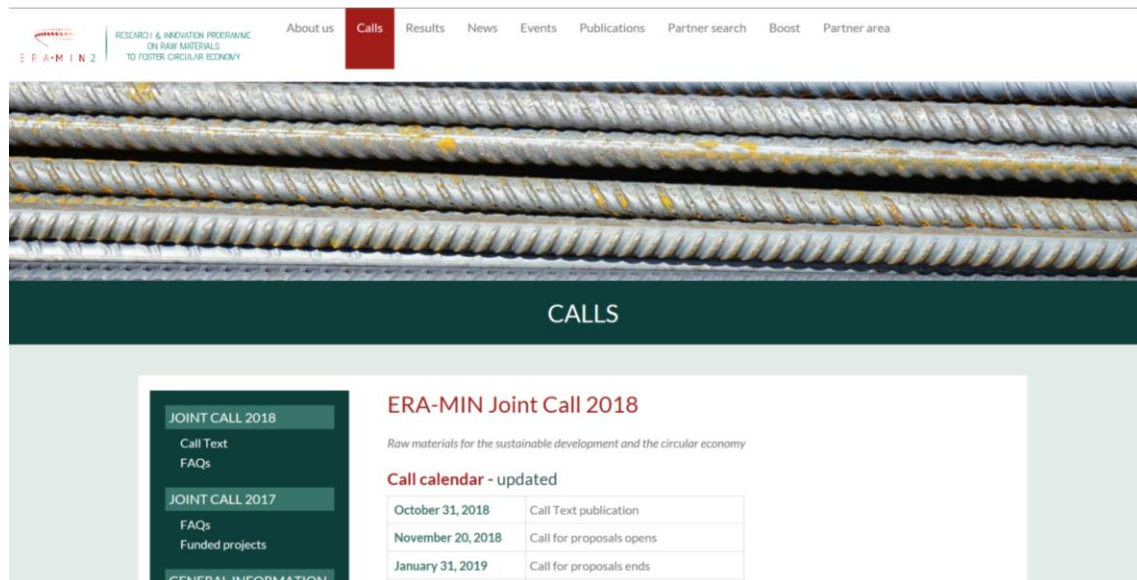 About us Calls Results News Events Publications Partner search Boost Partner area
RESEARCH & INNOVATION PROGRAMME
ON RAW MATERIALS
TO FOSTER CIRCULAR ECONOMY
ERA-MIN 2
CALLS
JOINT CALL 2018
Call Text
FAQs
JOINT CALL 2017
FAQs
Funded projects
GENERAL INFORMATION
ERA-MIN Joint Call 2018
Raw materials for the sustainable development and the circular economy
Call calendar - updated
October 31, 2018 Call Text publication
November 20, 2018 Call for proposals opens
January 31, 2019 Call for proposals ends